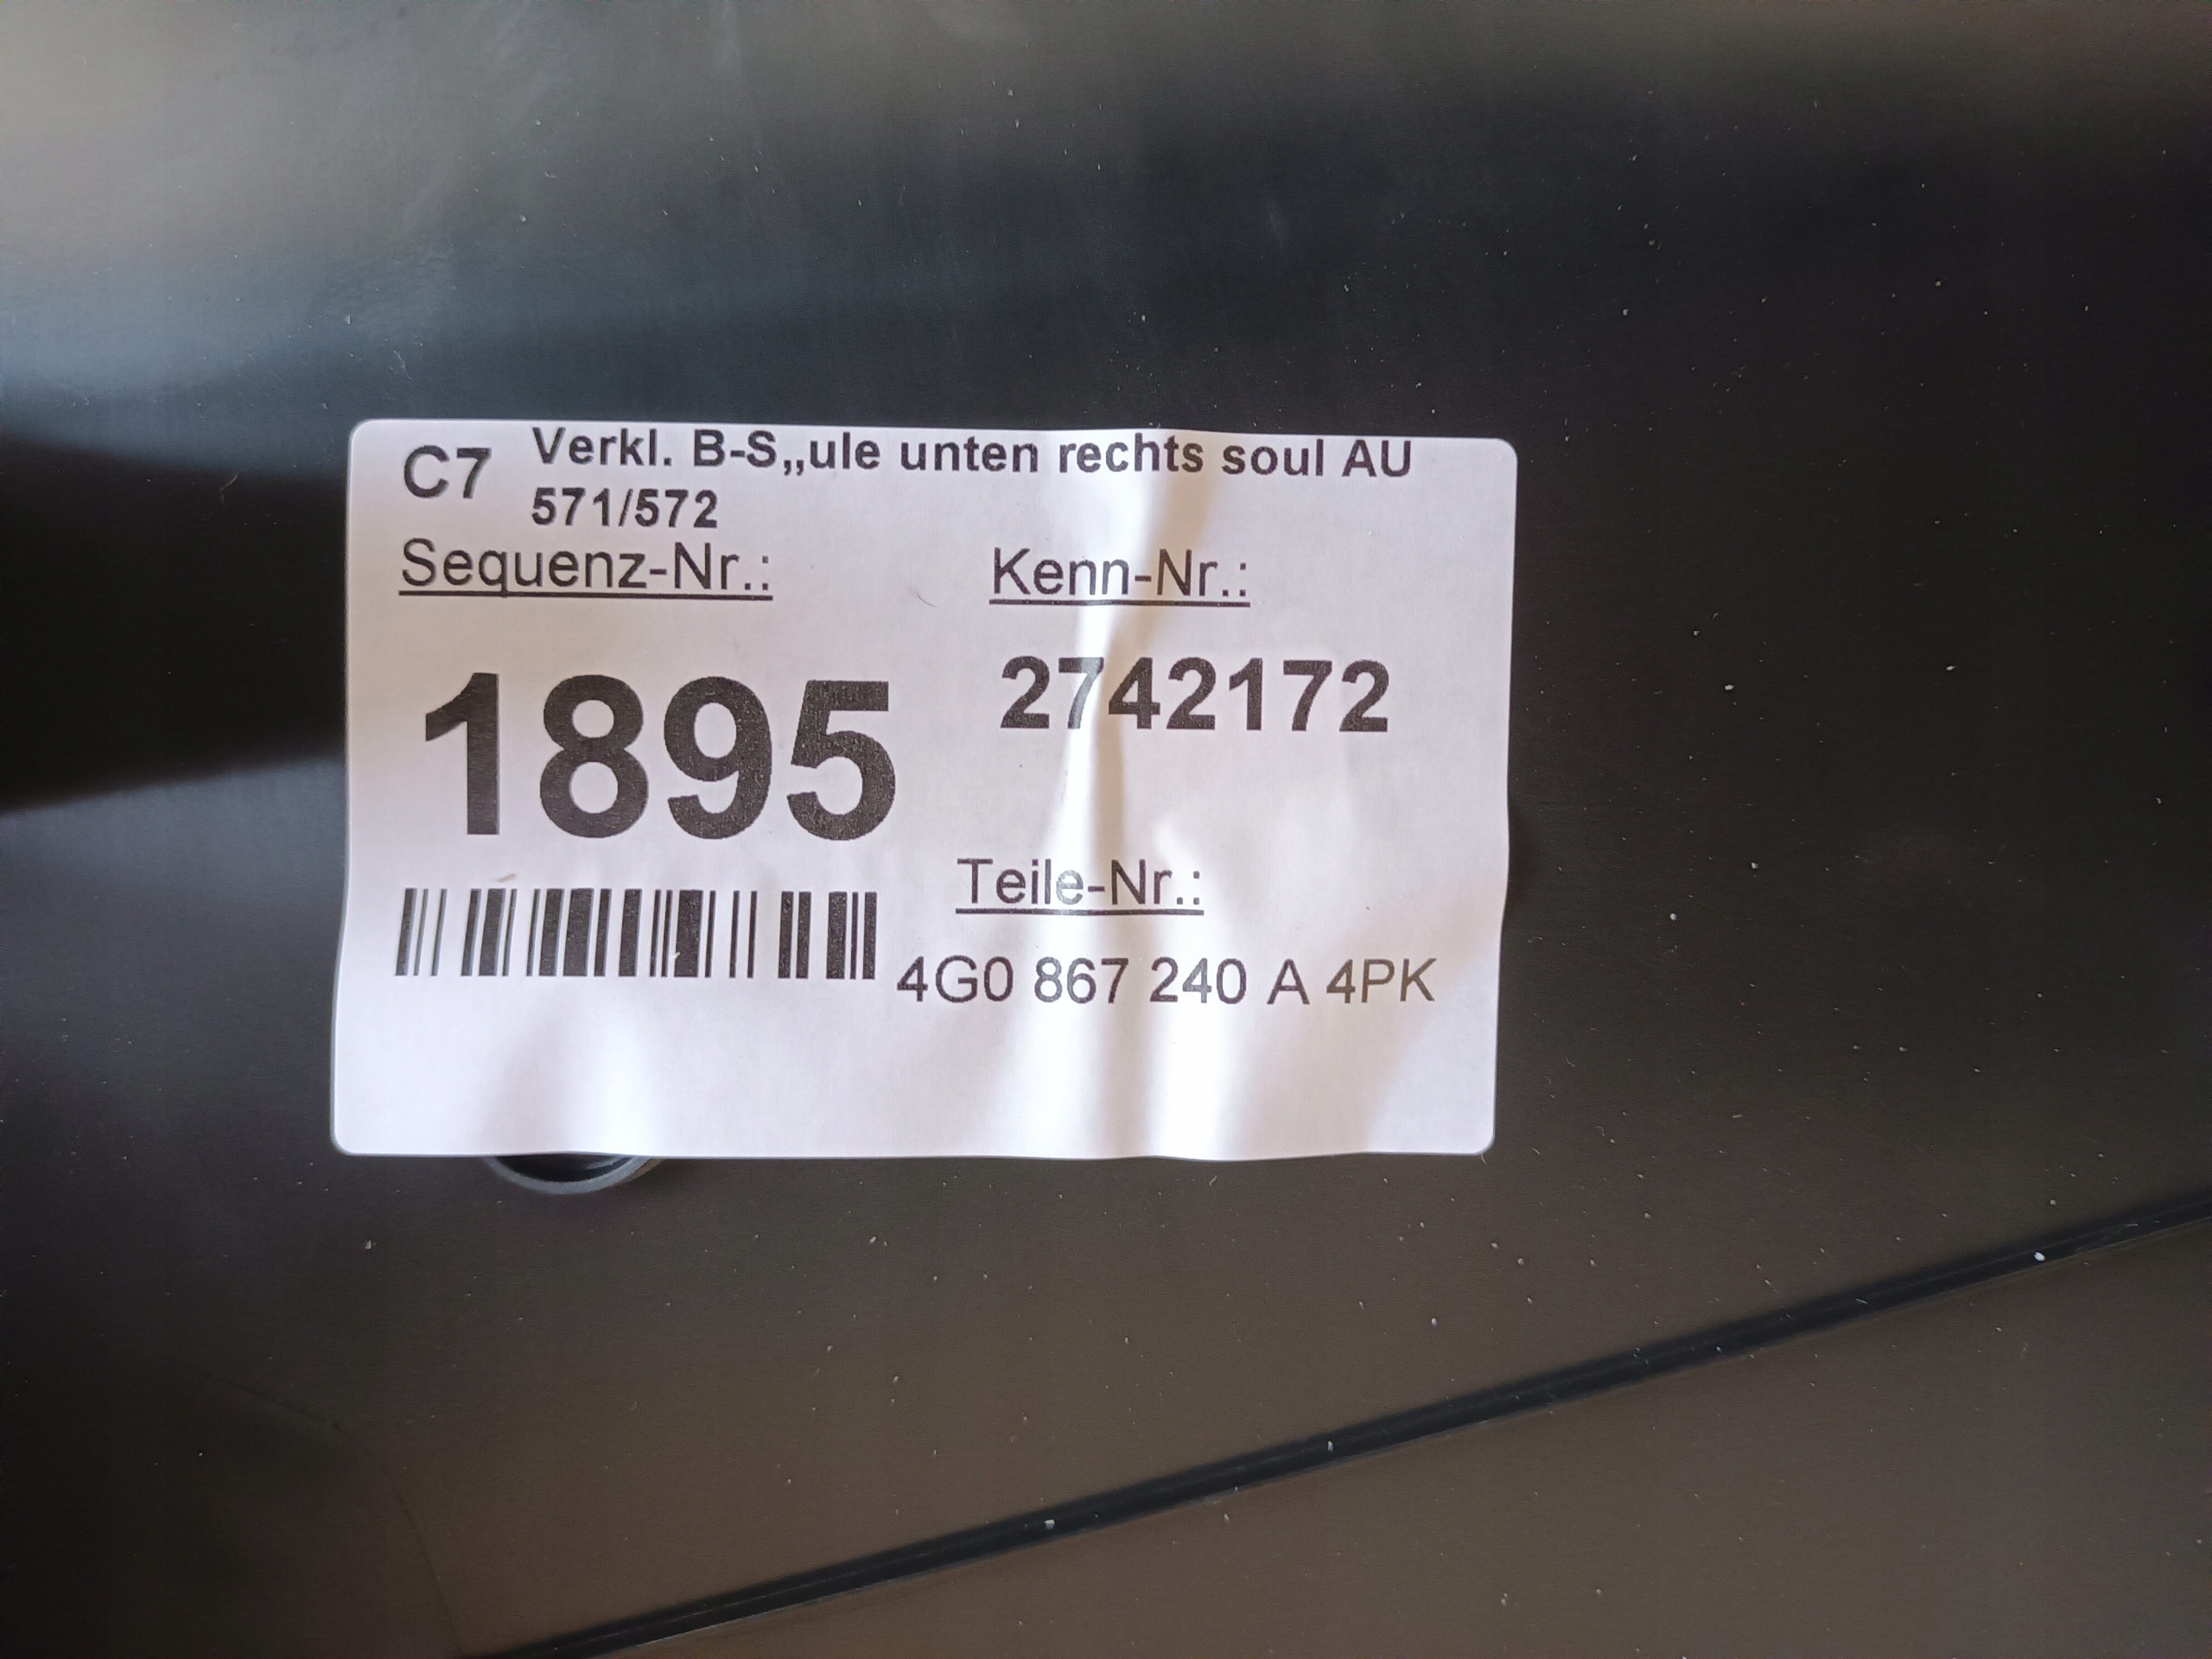 C7 Verkl. B-S„ule unten rechts soul AU
571/572
Sequenz-Nr.: Kenn-Nr.:
1895 2742172
Teile-Nr.:
4G0 867 240 A 4PK